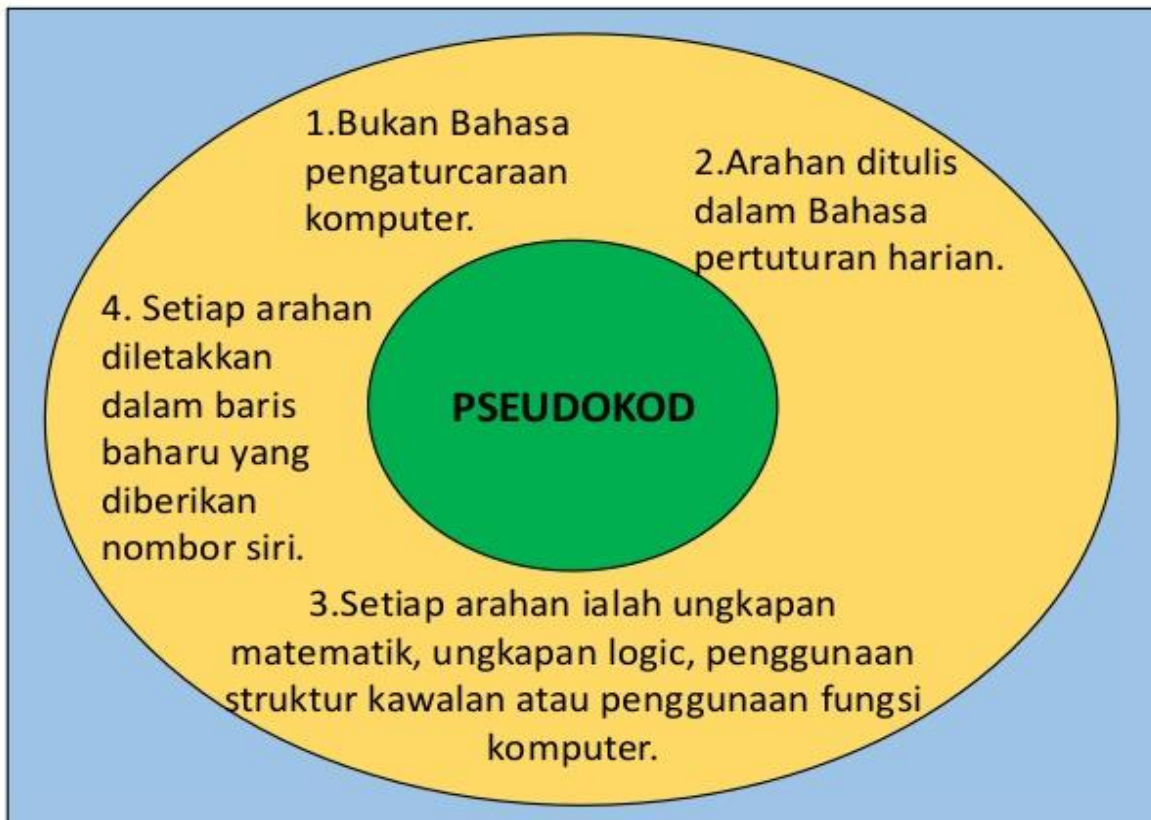 1.Bukan Bahasa
pengaturcaraan
komputer.
2.Arahan ditulis
dalam Bahasa
pertuturan harian.
4. Setiap arahan
diletakkan
dalam baris
baharu yang
diberikan
nombor siri.
PSEUDOKOD
3.Setiap arahan ialah ungkapan
matematik, ungkapan logic, penggunaan
struktur kawalan atau penggunaan fungsi
komputer.